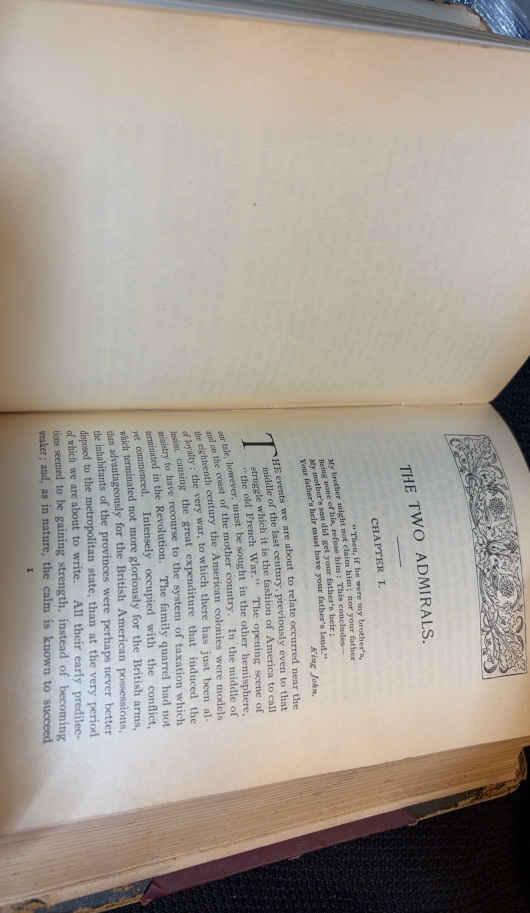 THE TWO ADMIRALS.
CHAPTER I.
"Then, if he were my brother's,
My brother might not claim him; nor your father
Being none of his, refuse him: This concludes—
My mother's son did get your father's heir;
Your father's heir must have your father's land."
King John.
THE events we are about to relate occurred near the
middle of the last century, previously even to that
struggle which it is the fashion of America to call
"the old French War." The opening scene of
our tale, however, must be sought in the other hemisphere,
and on the coast of the mother country. In the middle of
the eighteenth century the American colonies were models
of loyalty; the very war, to which there has just been al-
lusion, causing the great expenditure that induced the
ministry to have recourse to the system of taxation which
terminated in the Revolution. The family quarrel had not
yet commenced. Intensely occupied with the conflict,
which terminated not more gloriously for the British arms,
than advantageously for the British American possessions,
the inhabitants of the provinces were perhaps never better
disposed to the metropolitan state, than at the very period
of which we are about to write. All their early predilec-
tions seemed to be gaining strength, instead of becoming
weaker; and, as in nature, the calm is known to succeed
1